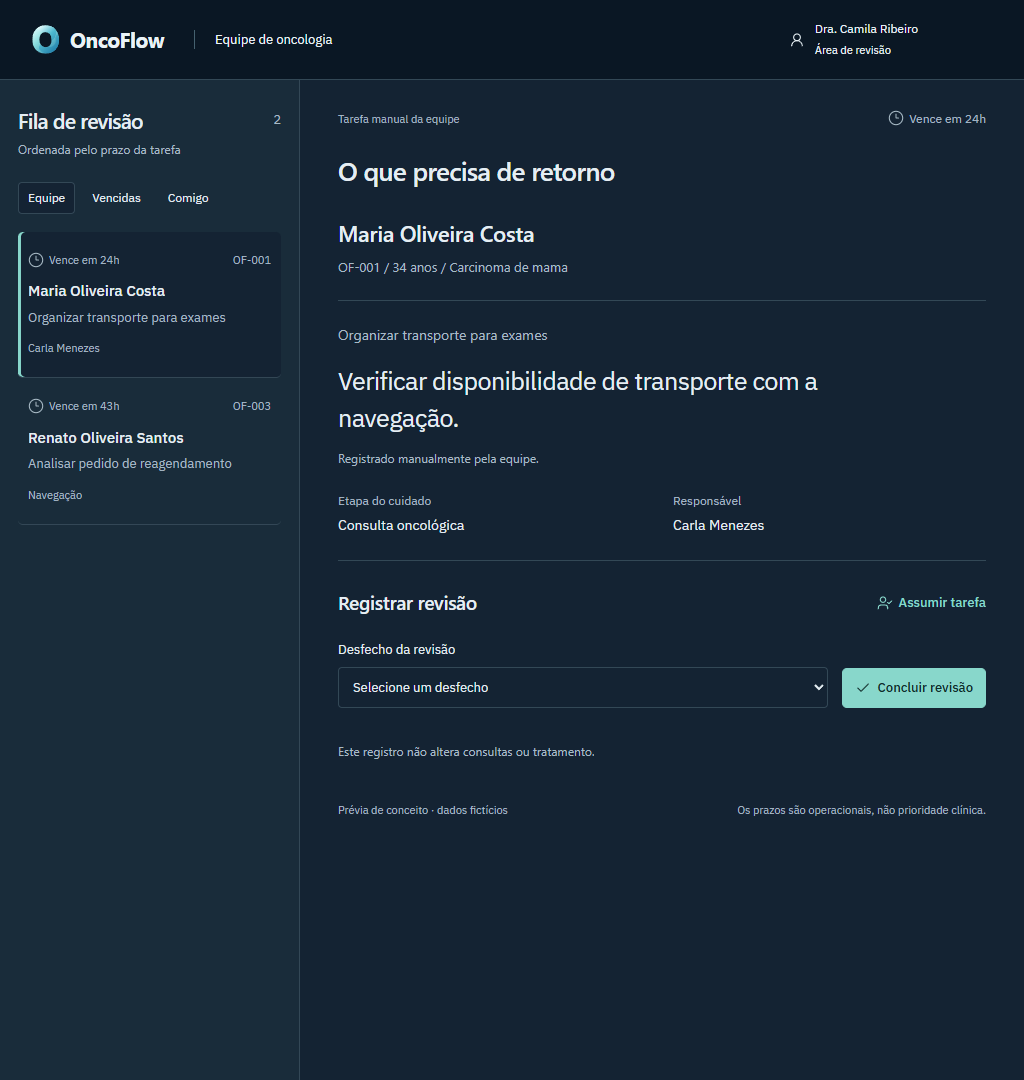 OncoFlow
Equipe de oncologia
Dra. Camila Ribeiro
Área de revisão
Fila de revisão
2
Ordenada pelo prazo da tarefa
Equipe
Vencidas
Comigo
Vence em 24h
OF-001
Maria Oliveira Costa
Organizar transporte para exames
Carla Menezes
Vence em 43h
OF-003
Renato Oliveira Santos
Analisar pedido de reagendamento
Navegação
Tarefa manual da equipe
Vence em 24h
O que precisa de retorno
Maria Oliveira Costa
OF-001 / 34 anos / Carcinoma de mama
Organizar transporte para exames
Verificar disponibilidade de transporte com a
navegação.
Registrado manualmente pela equipe.
Etapa do cuidado
Responsável
Consulta oncológica
Carla Menezes
Registrar revisão
Assumir tarefa
Desfecho da revisão
Selecione um desfecho
Concluir revisão
Este registro não altera consultas ou tratamento.
Prévia de conceito · dados fictícios
Os prazos são operacionais, não prioridade clínica.